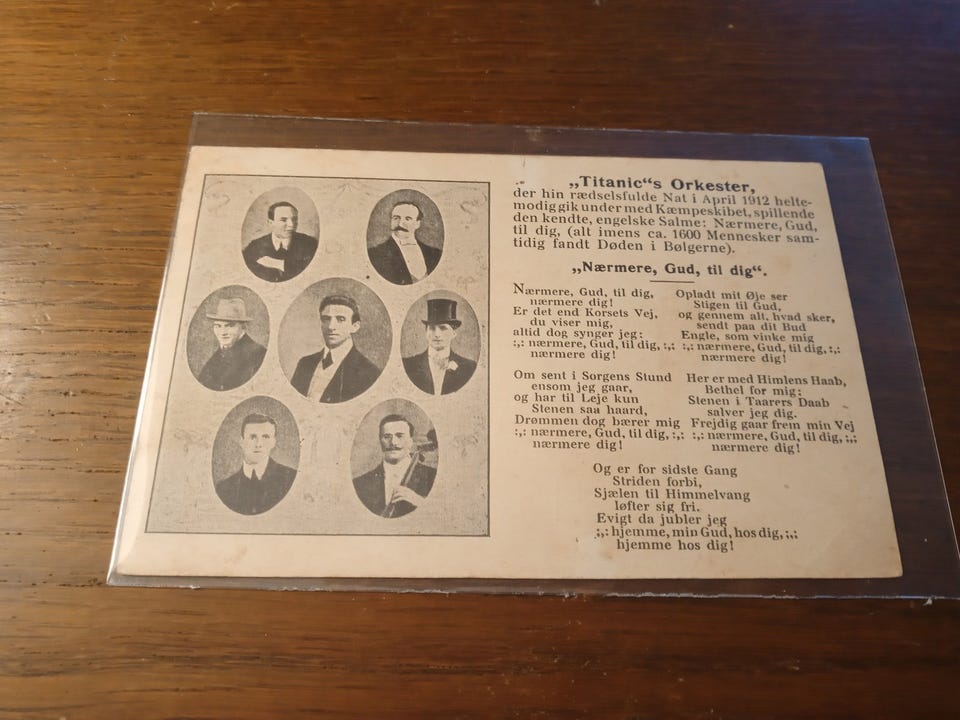 „Titanic“s Orkester,
der hin rædselsfulde Nat i April 1912 helte-
modig gik under med Kæmpeskibet, spillende
den kendte, engelske Salme: Nærmere, Gud,
til dig, (alt imens ca. 1600 Mennesker sam-
tidig fandt Døden i Bølgerne).
„Nærmere, Gud, til dig“.
Nærmere, Gud, til dig,
nærmere dig!
Er det end Korsets Vej,
du viser mig,
altid dog synger jeg:
:,: nærmere, Gud, til dig, :,:
nærmere dig!
Om sent i Sorgens Stund
ensom jeg gaar,
og har til Leje kun
Stenen saa haard,
Drømmen dog bærer mig
:,: nærmere, Gud, til dig, :,:
nærmere dig!
Opladt mit Øje ser
Stigen til Gud,
og gennem alt, hvad sker,
sendt paa dit Bud
Engle, som vinke mig
:,: nærmere, Gud, til dig, :,:
nærmere dig!
Her er med Himlens Haab,
Bethel for mig;
Stenen i Taarers Daab
salver jeg dig.
Frejdig gaar frem min Vej
:,: nærmere, Gud, til dig, :,:
nærmere dig!
Og er for sidste Gang
Striden forbi,
Sjælen til Himmelvang
løfter sig fri.
Evigt da jubler jeg
:,: hjemme, min Gud, hos dig, :,:
hjemme hos dig!